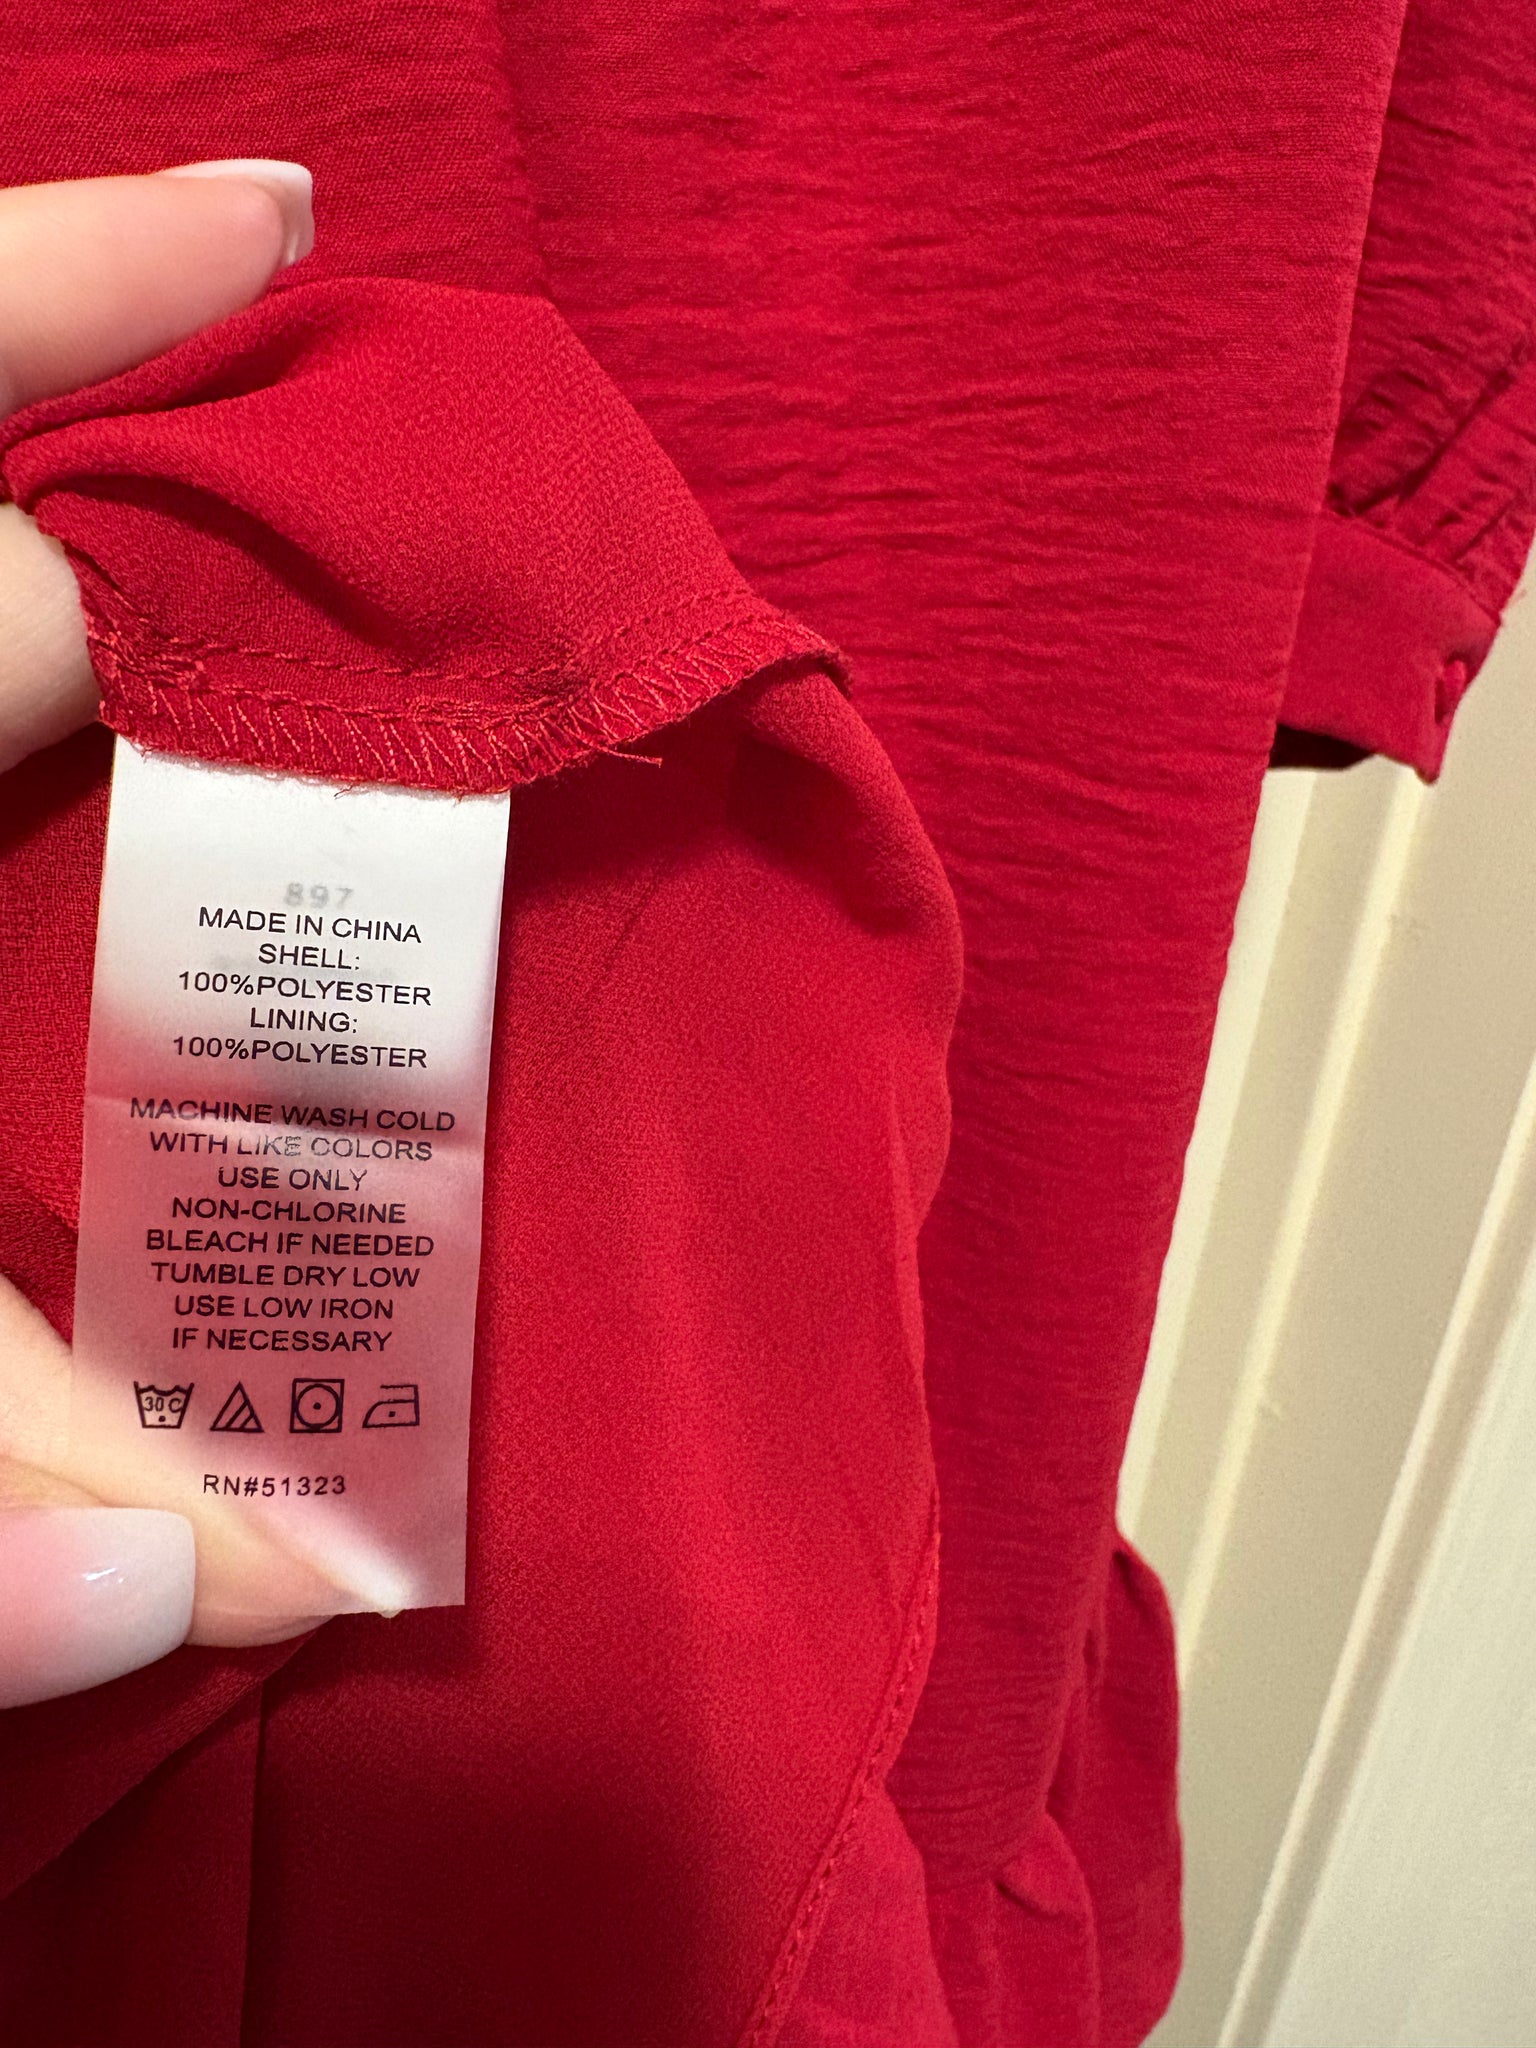 897
MADE IN CHINA
SHELL:
100%POLYESTER
LINING:
100%POLYESTER
MACHINE WASH COLD
WITH LIKE COLORS
USE ONLY
NON-CHLORINE
BLEACH IF NEEDED
TUMBLE DRY LOW
USE LOW IRON
IF NECESSARY
30 C
RN#51323